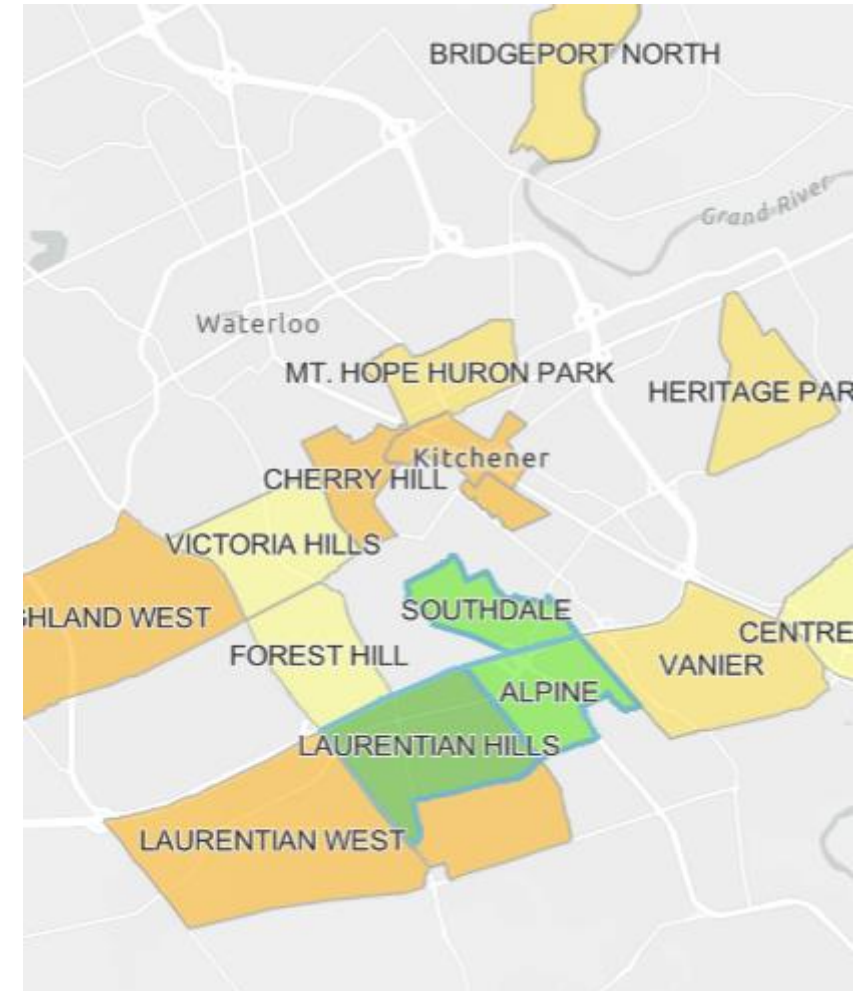 BRIDGEPORT NORTH
Grand River
Waterloo
MT. HOPE HURON PARK
HERITAGE PAR
Kitchener
CHERRY HILL
VICTORIA HILLS
SOUTHDALE
GHLAND WEST
CENTRE
FOREST HILL
VANIER
ALPINE
LAURENTIAN HILLS
LAURENTIAN WEST